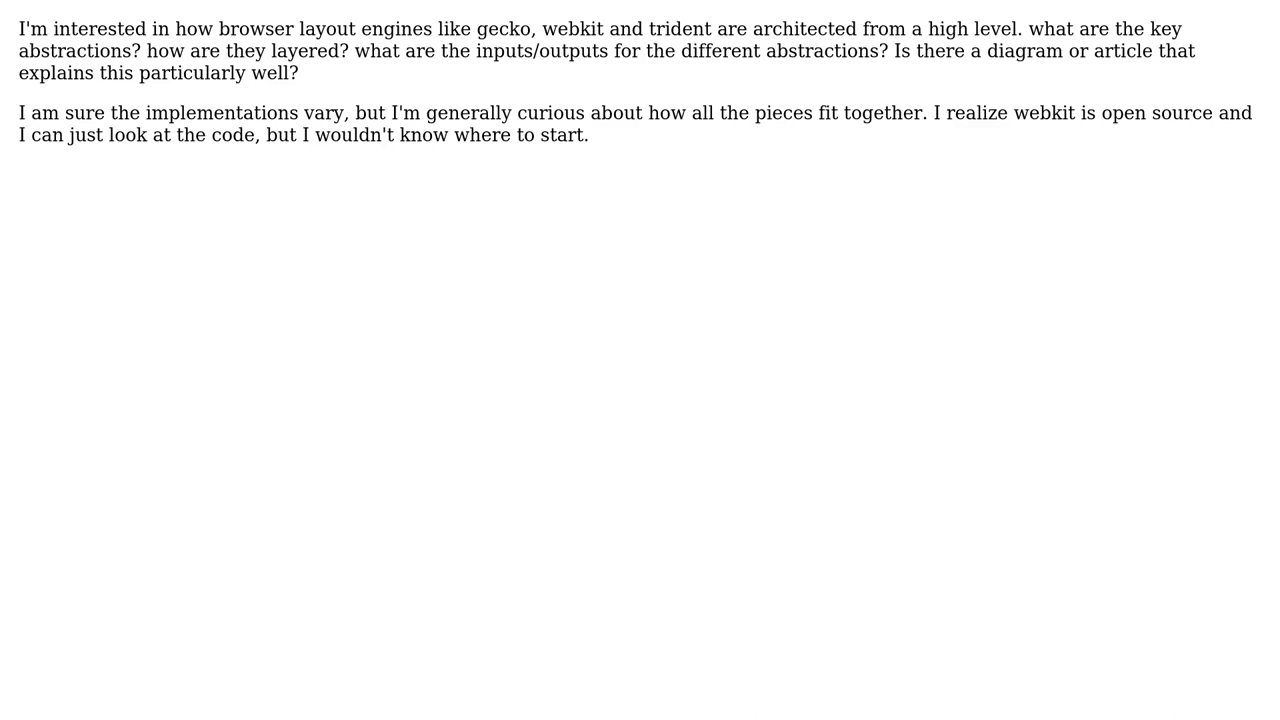 I'm interested in how browser layout engines like gecko, webkit and trident are architected from a high level. what are the key
abstractions? how are they layered? what are the inputs/outputs for the different abstractions? Is there a diagram or article that
explains this particularly well?
I am sure the implementations vary, but I'm generally curious about how all the pieces fit together. I realize webkit is open source and
I can just look at the code, but I wouldn't know where to start.